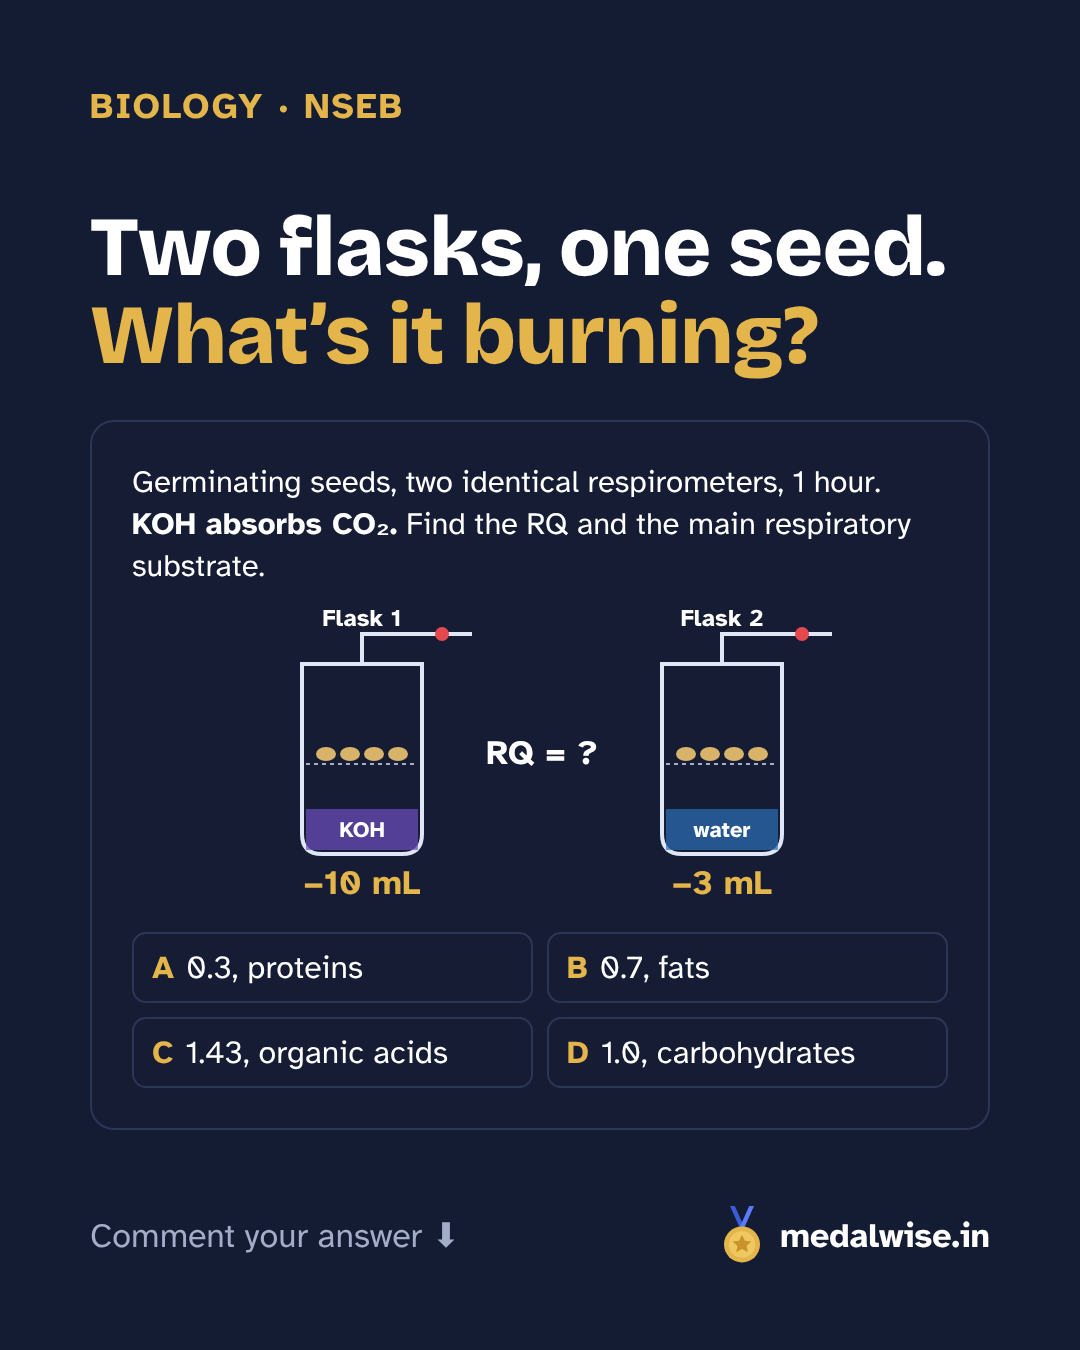 BIOLOGY · NSEB
Two flasks, one seed.
What's it burning?
Germinating seeds, two identical respirometers, 1 hour.
KOH absorbs CO₂. Find the RQ and the main respiratory
substrate.
Flask 1
Flask 2
RQ = ?
KOH
water
–10 mL
–3 mL
A 0.3, proteins
B 0.7, fats
C 1.43, organic acids
D 1.0, carbohydrates
Comment your answer ⬇
medalwise.in